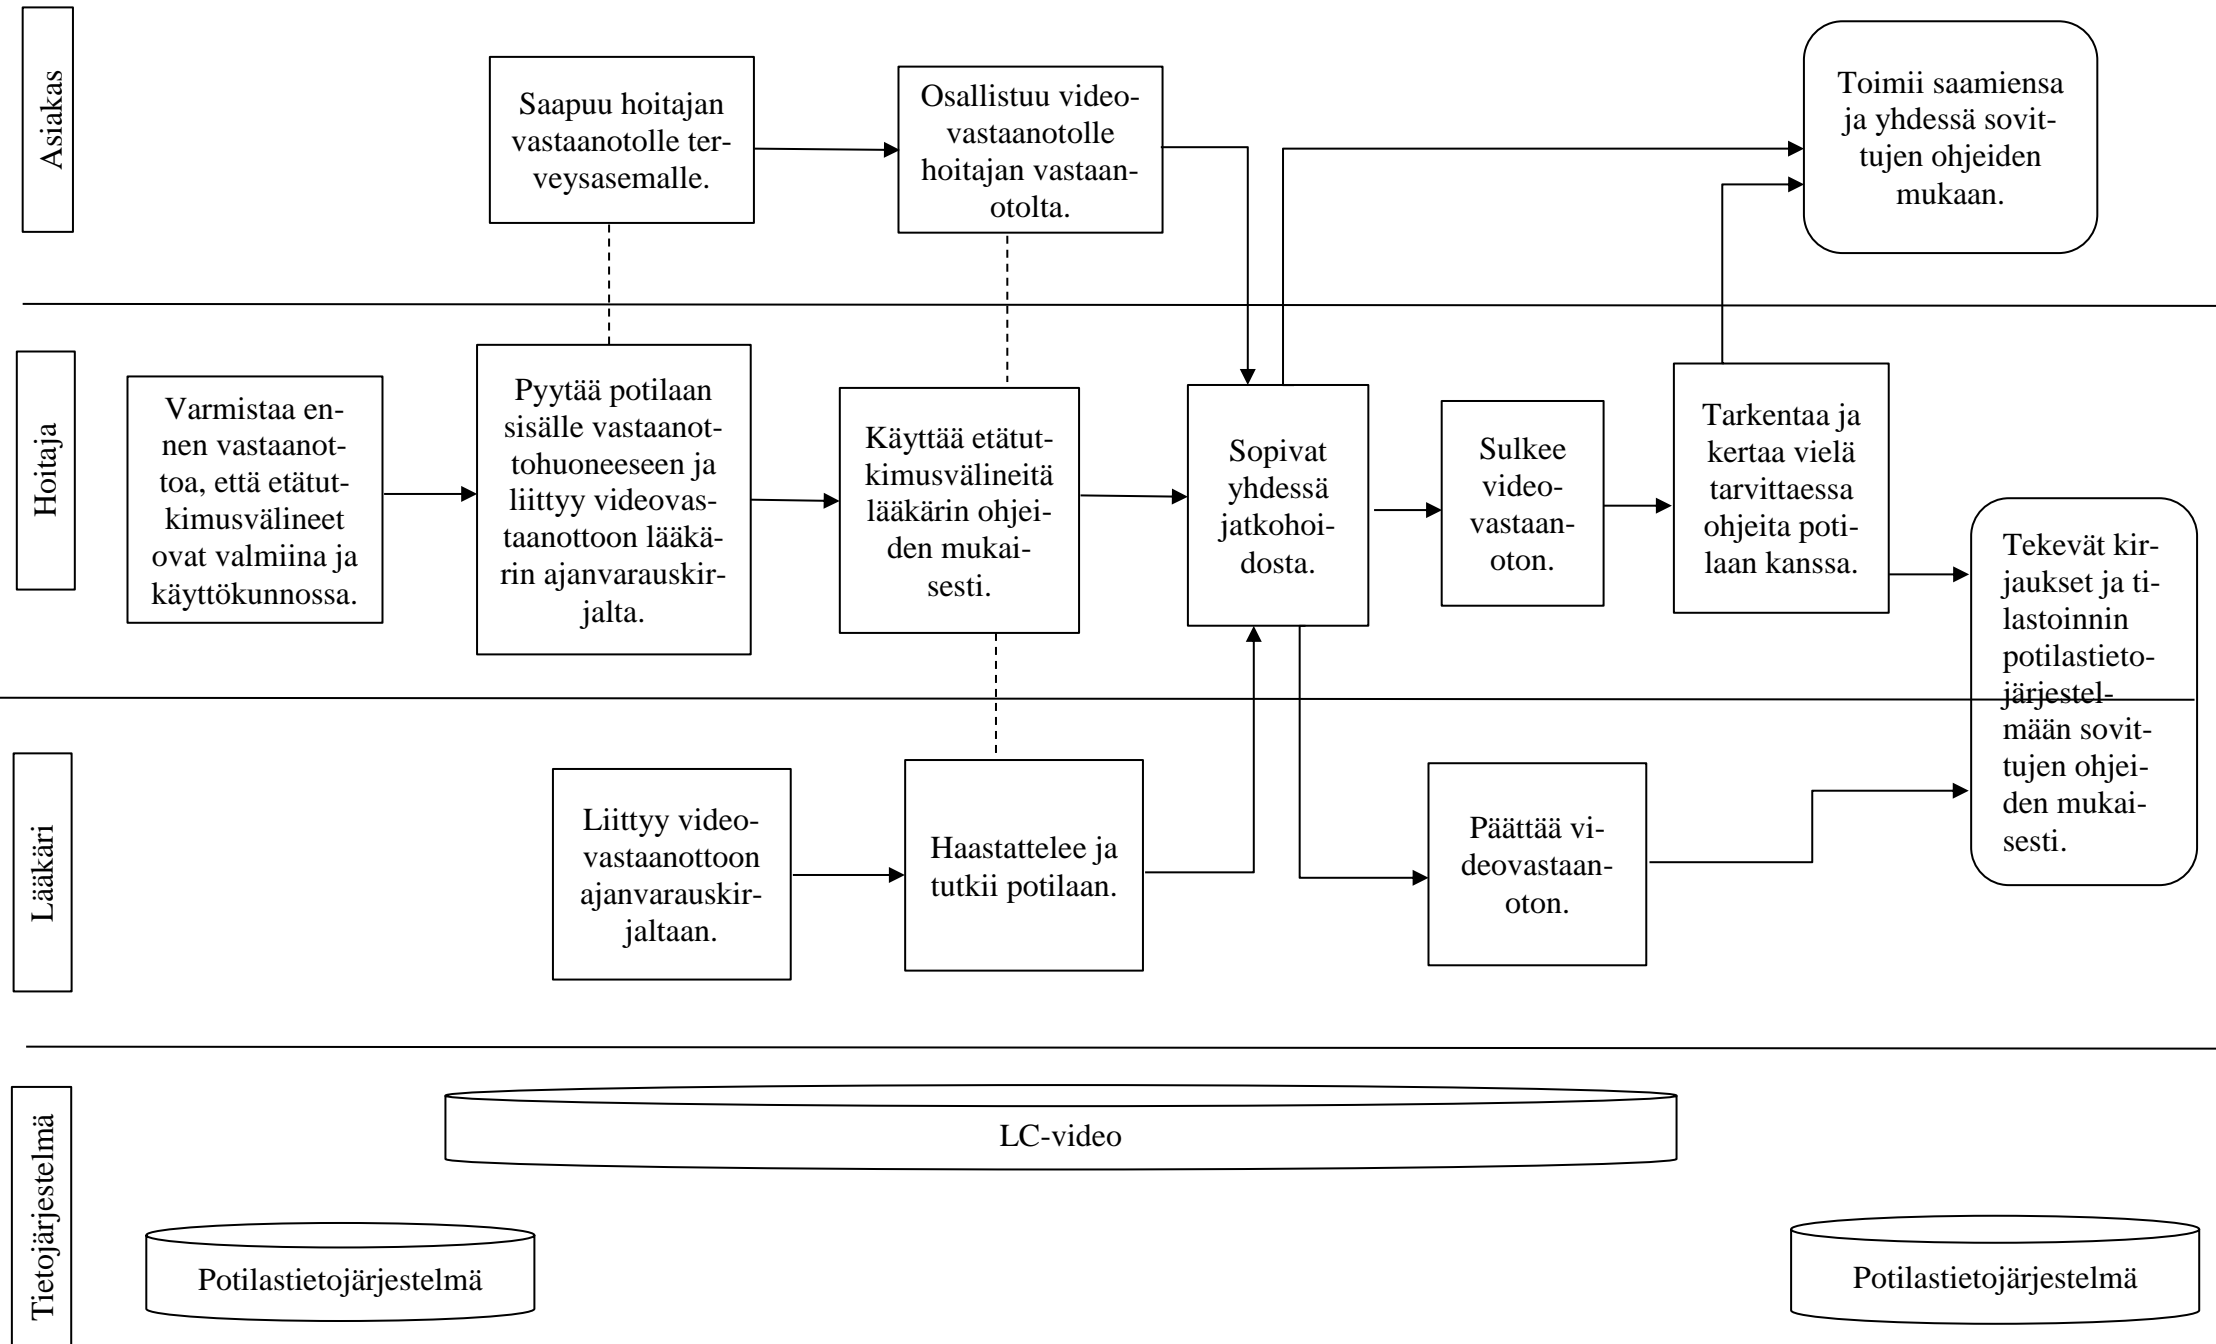 Asiakas
Saapuu hoitajan
vastaanotolle ter-
veysasemalle.
Osallistuu video-
vastaanotolle
hoitajan vastaan-
otolta.
Toimii saamiensa
ja yhdessä sovit-
tujen ohjeiden
mukaan.
Hoitaja
Varmistaa en-
nen vastaanot-
toa, että etätut-
kimusvälineet
ovat valmiina ja
käyttökunnossa.
Pyytää potilaan
sisälle vastaanot-
tohuoneeseen ja
liittyy videovas-
taanottoon lääkä-
rin ajanvarauskir-
jalta.
Käyttää etätut-
kimusvälineitä
lääkärin ohjei-
den mukai-
sesti.
Sopivat
yhdessä
jatkohoi-
dosta.
Sulkee
video-
vastaan-
oton.
Tarkentaa ja
kertaa vielä
tarvittaessa
ohjeita poti-
laan kanssa.
Tekevät kir-
jaukset ja ti-
lastoinnin
potilastieto-
järjestel-
mään sovit-
tujen ohjei-
den mukai-
sesti.
Lääkäri
Liittyy video-
vastaanottoon
ajanvarauskir-
jaltaan.
Haastattelee ja
tutkii potilaan.
Päättää vi-
deovastaan-
oton.
Tietojärjestelmä
LC-video
Potilastietojärjestelmä
Potilastietojärjestelmä